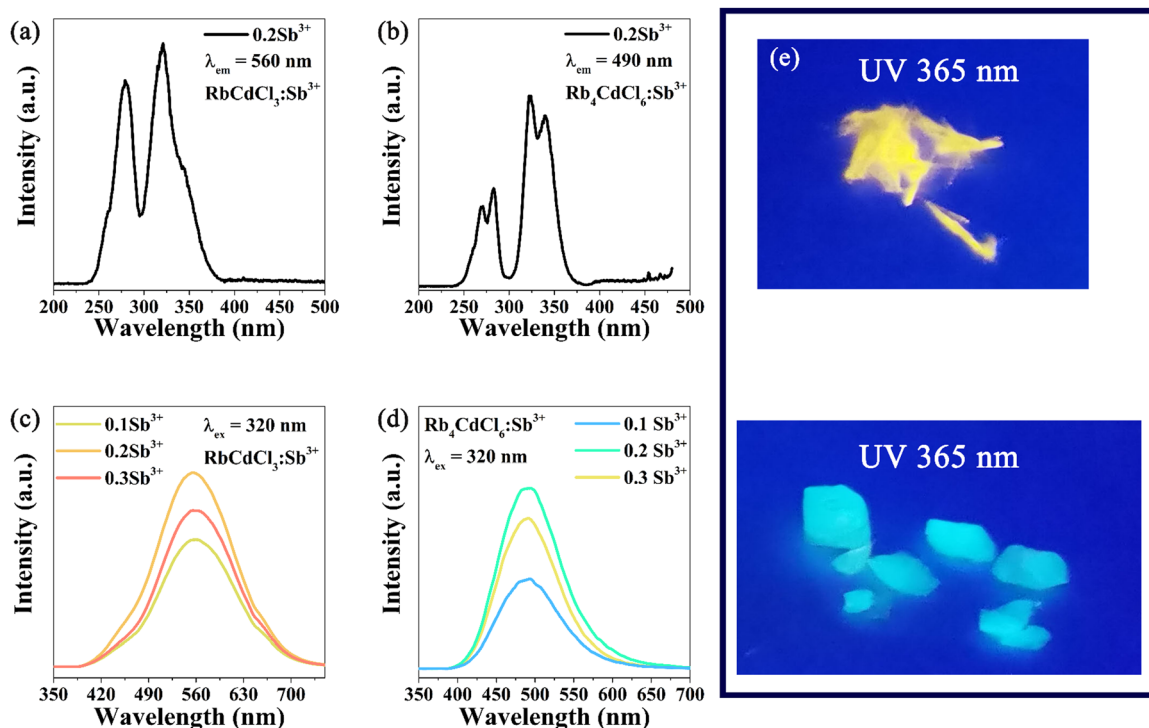 (a)
0.2Sb³⁺
λem = 560 nm
RbCdCl₃:Sb³⁺
Intensity (a.u.)
200 250 300 350 400 450 500
Wavelength (nm)
(b)
0.2Sb³⁺
λem = 490 nm
Rb₄CdCl₆:Sb³⁺
Intensity (a.u.)
200 250 300 350 400 450 500
Wavelength (nm)
(c)
0.1Sb³⁺
0.2Sb³⁺
0.3Sb³⁺
λex = 320 nm
RbCdCl₃:Sb³⁺
Intensity (a.u.)
350 420 490 560 630 700
Wavelength (nm)
(d)
Rb₄CdCl₆:Sb³⁺
λex = 320 nm
0.1 Sb³⁺
0.2 Sb³⁺
0.3 Sb³⁺
Intensity (a.u.)
350 400 450 500 550 600 650 700
Wavelength (nm)
(e)
UV 365 nm
UV 365 nm